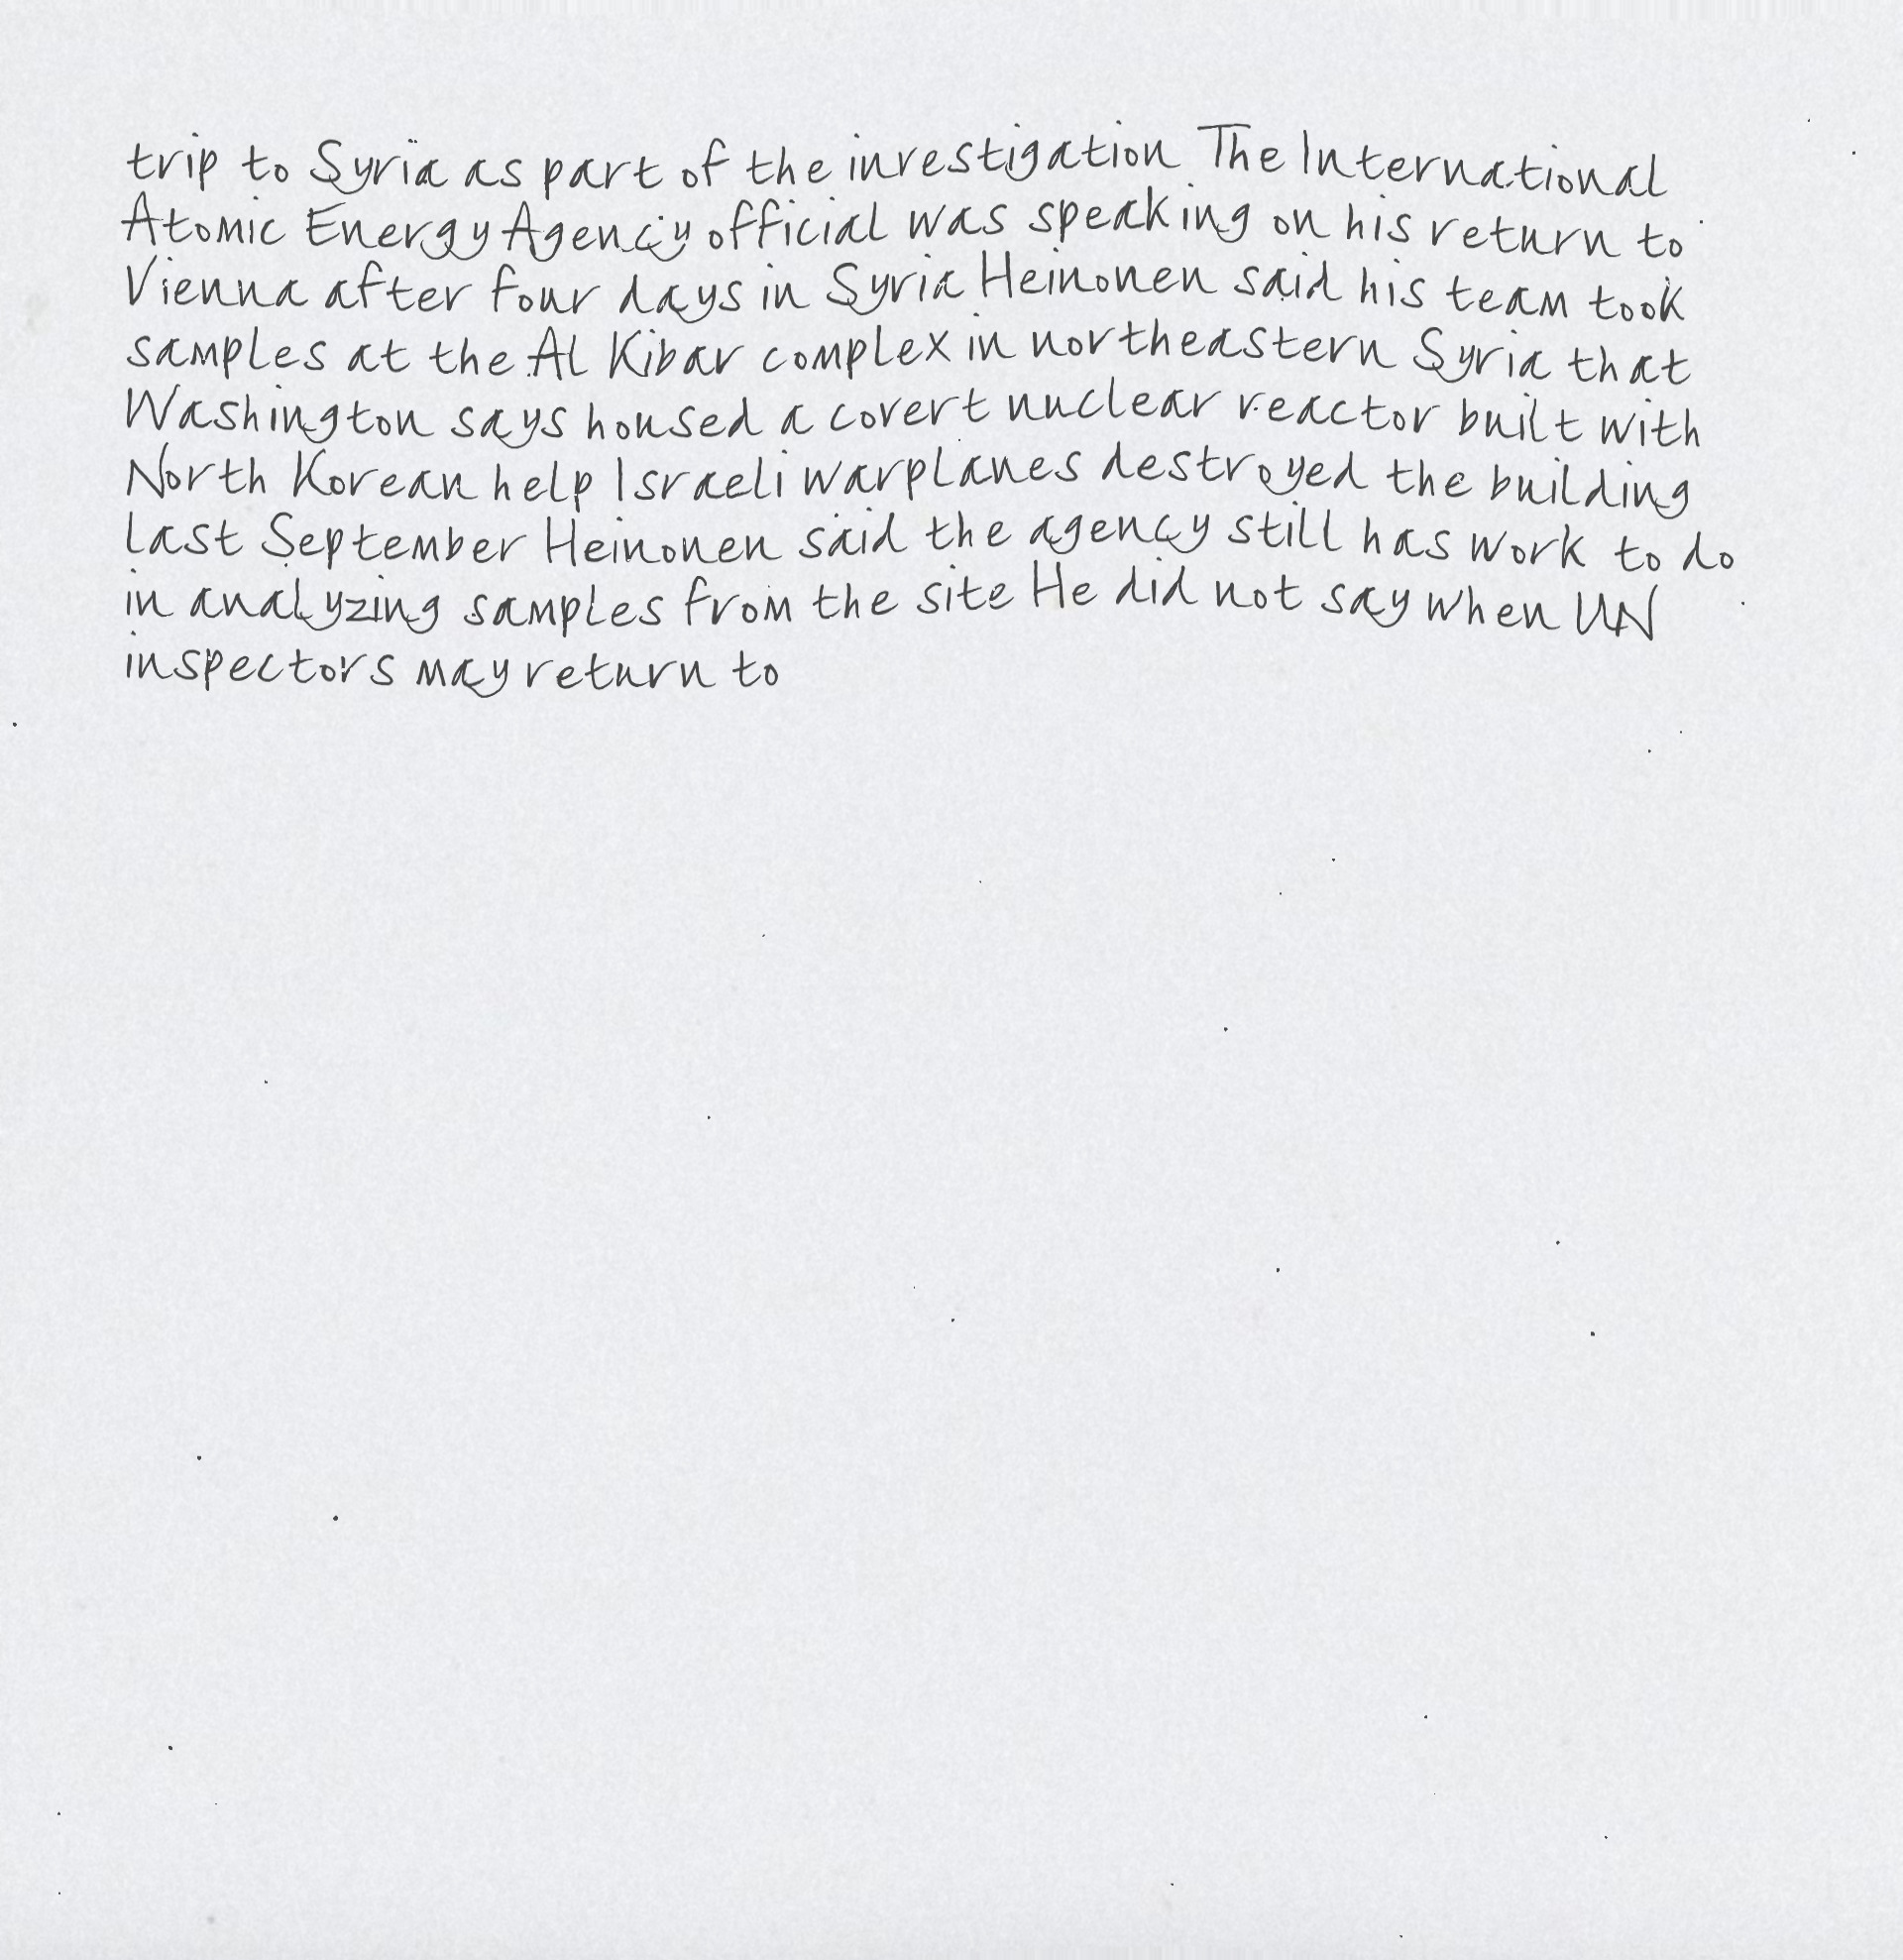 trip to Syria as part of the investigation The International
Atomic Energy Agency official was speaking on his return to
Vienna after four days in Syria Heinonen said his team took
samples at the Al Kibar complex in northeastern Syria that
Washington says housed a covert nuclear reactor built with
North Korean help Israeli warplanes destroyed the building
last September Heinonen said the agency still has work to do
in analyzing samples from the site He did not say when UN
inspectors may return to